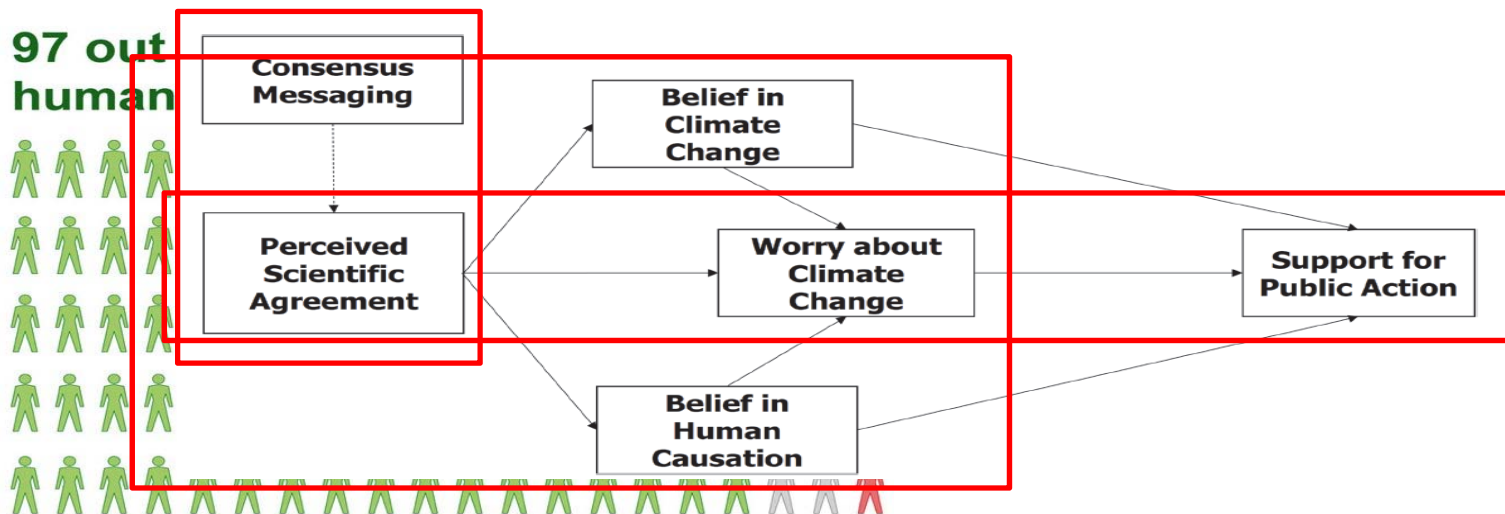 97 out
human
Consensus
Messaging
Belief in
Climate
Change
Perceived
Scientific
Agreement
Worry about
Climate
Change
Support for
Public Action
Belief in
Human
Causation